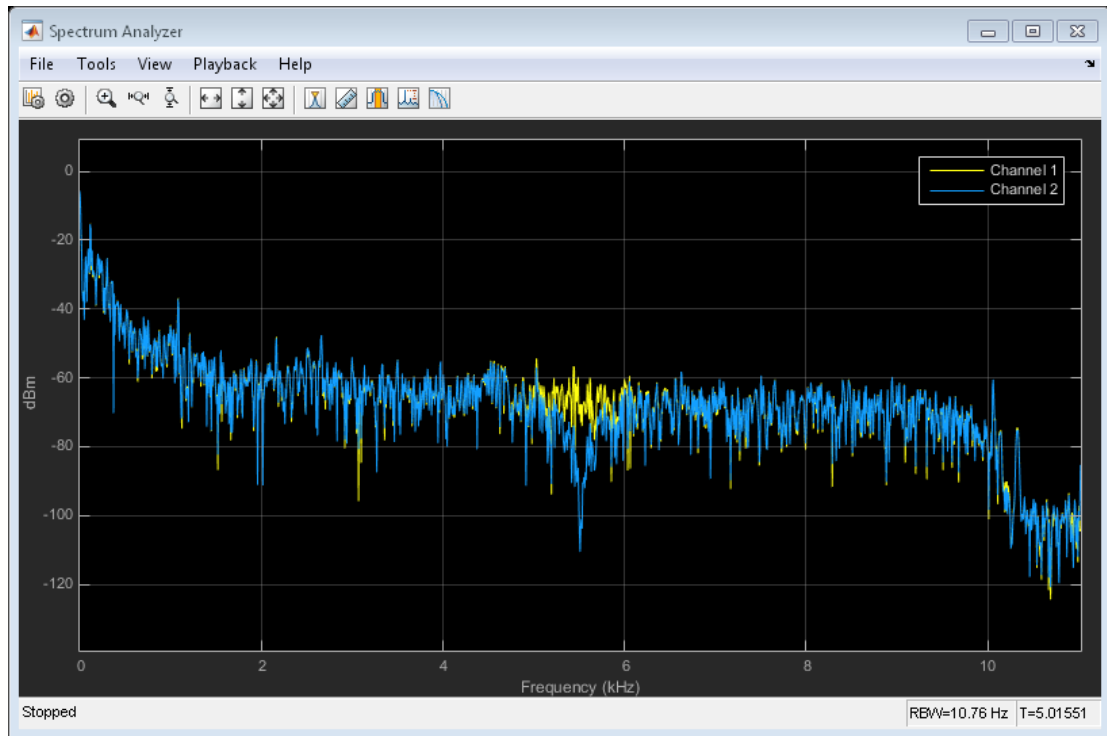 Spectrum Analyzer
File Tools View Playback Help
Channel 1
Channel 2
0
-20
-40
-60
-80
-100
-120
dBm
0 2 4 6 8 10
Frequency (kHz)
Stopped RBW=10.76 Hz T=5.01551